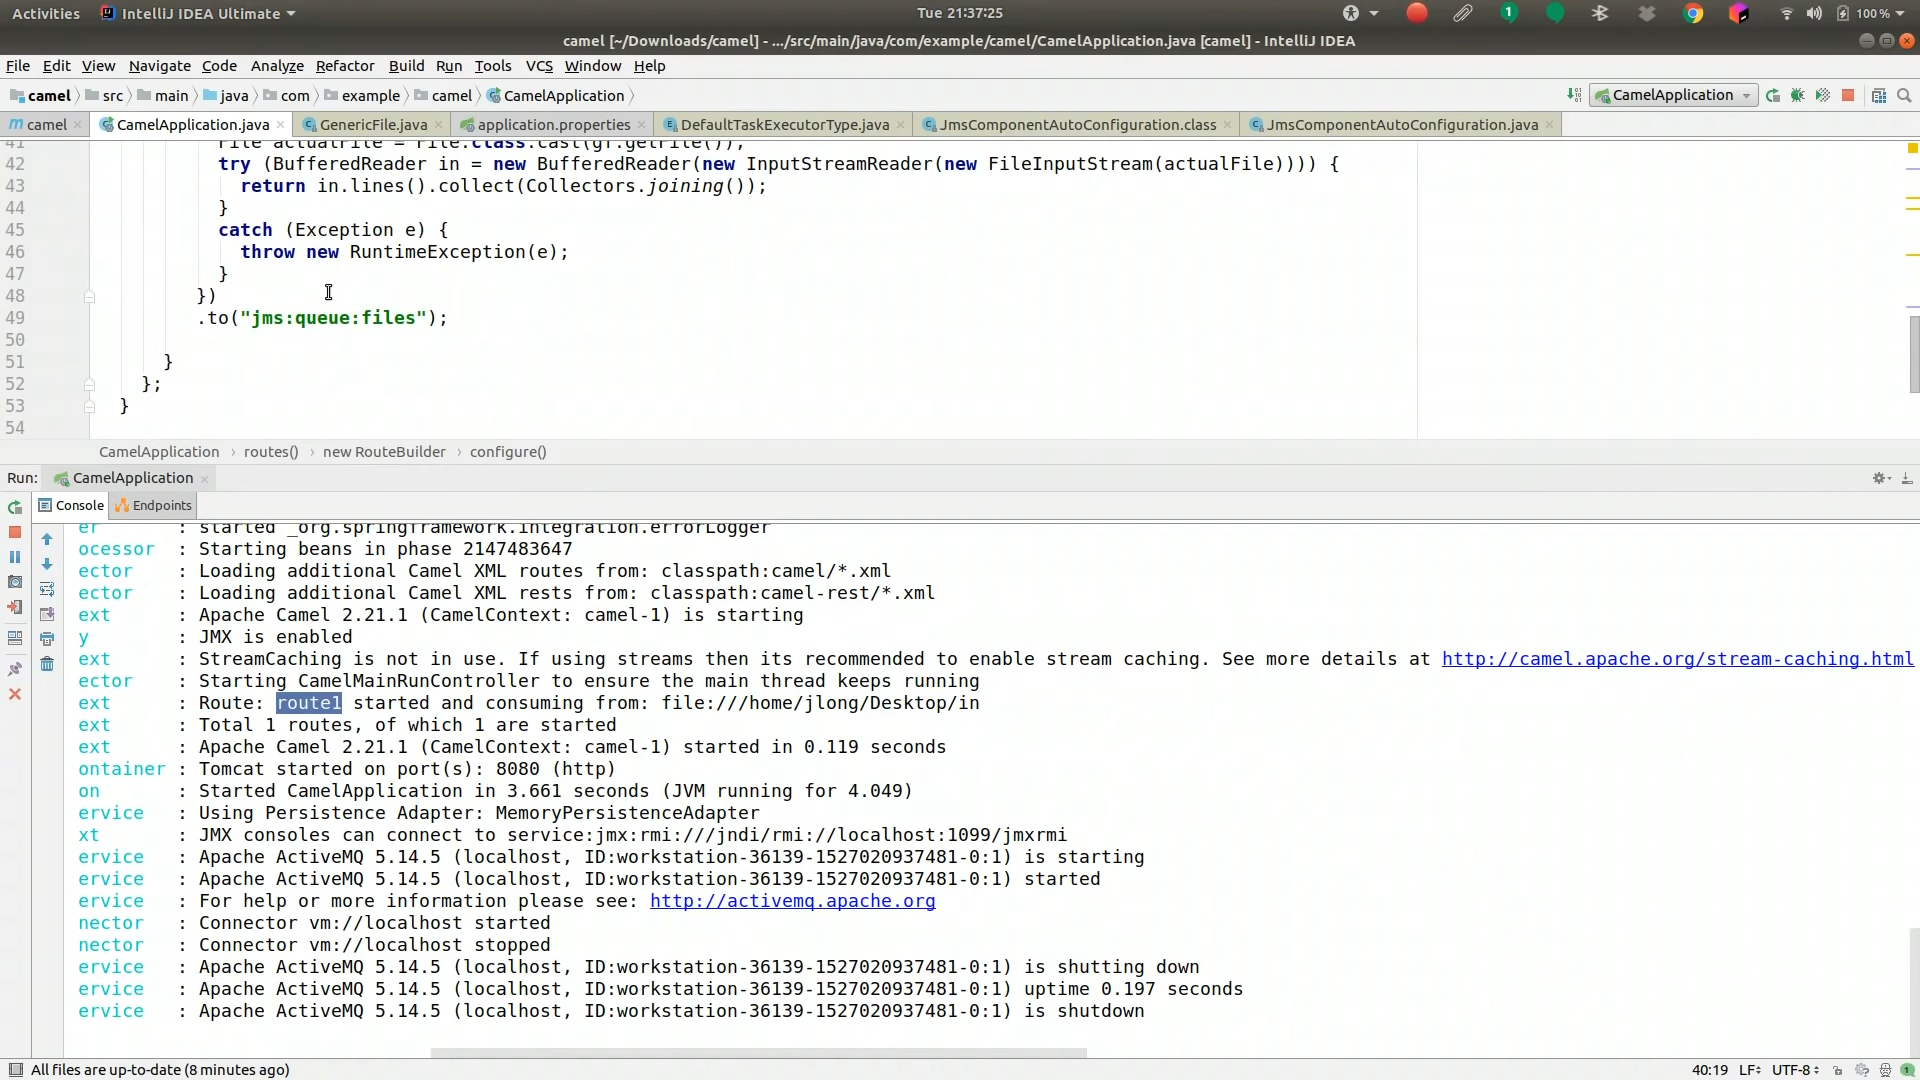 Activities IntelliJ IDEA Ultimate Tue 21:37:25 1 100 %
camel [~/Downloads/camel] - .../src/main/java/com/example/camel/CamelApplication.java [camel] - IntelliJ IDEA
File Edit View Navigate Code Analyze Refactor Build Run Tools VCS Window Help
camel src main java com example camel CamelApplication CamelApplication
camel CamelApplication.java GenericFile.java application.properties DefaultTaskExecutorType.java JmsComponentAutoConfiguration.class JmsComponentAutoConfiguration.java
41 File actualFile = File.class.cast(gf.getFile());
42 try (BufferedReader in = new BufferedReader(new InputStreamReader(new FileInputStream(actualFile)))) {
43 return in.lines().collect(Collectors.joining());
44 }
45 catch (Exception e) {
46 throw new RuntimeException(e);
47 }
48 })
49 .to("jms:queue:files");
50
51 }
52 };
53 }
54
CamelApplication › routes() › new RouteBuilder › configure()
Run: CamelApplication
Console Endpoints
er : started _org.springframework.integration.errorLogger
ocessor : Starting beans in phase 2147483647
ector : Loading additional Camel XML routes from: classpath:camel/*.xml
ector : Loading additional Camel XML rests from: classpath:camel-rest/*.xml
ext : Apache Camel 2.21.1 (CamelContext: camel-1) is starting
y : JMX is enabled
ext : StreamCaching is not in use. If using streams then its recommended to enable stream caching. See more details at http://camel.apache.org/stream-caching.html
ector : Starting CamelMainRunController to ensure the main thread keeps running
ext : Route: route1 started and consuming from: file:///home/jlong/Desktop/in
ext : Total 1 routes, of which 1 are started
ext : Apache Camel 2.21.1 (CamelContext: camel-1) started in 0.119 seconds
ontainer : Tomcat started on port(s): 8080 (http)
on : Started CamelApplication in 3.661 seconds (JVM running for 4.049)
ervice : Using Persistence Adapter: MemoryPersistenceAdapter
xt : JMX consoles can connect to service:jmx:rmi:///jndi/rmi://localhost:1099/jmxrmi
ervice : Apache ActiveMQ 5.14.5 (localhost, ID:workstation-36139-1527020937481-0:1) is starting
ervice : Apache ActiveMQ 5.14.5 (localhost, ID:workstation-36139-1527020937481-0:1) started
ervice : For help or more information please see: http://activemq.apache.org
nector : Connector vm://localhost started
nector : Connector vm://localhost stopped
ervice : Apache ActiveMQ 5.14.5 (localhost, ID:workstation-36139-1527020937481-0:1) is shutting down
ervice : Apache ActiveMQ 5.14.5 (localhost, ID:workstation-36139-1527020937481-0:1) uptime 0.197 seconds
ervice : Apache ActiveMQ 5.14.5 (localhost, ID:workstation-36139-1527020937481-0:1) is shutdown
All files are up-to-date (8 minutes ago) 40:19 LF÷ UTF-8÷ 1